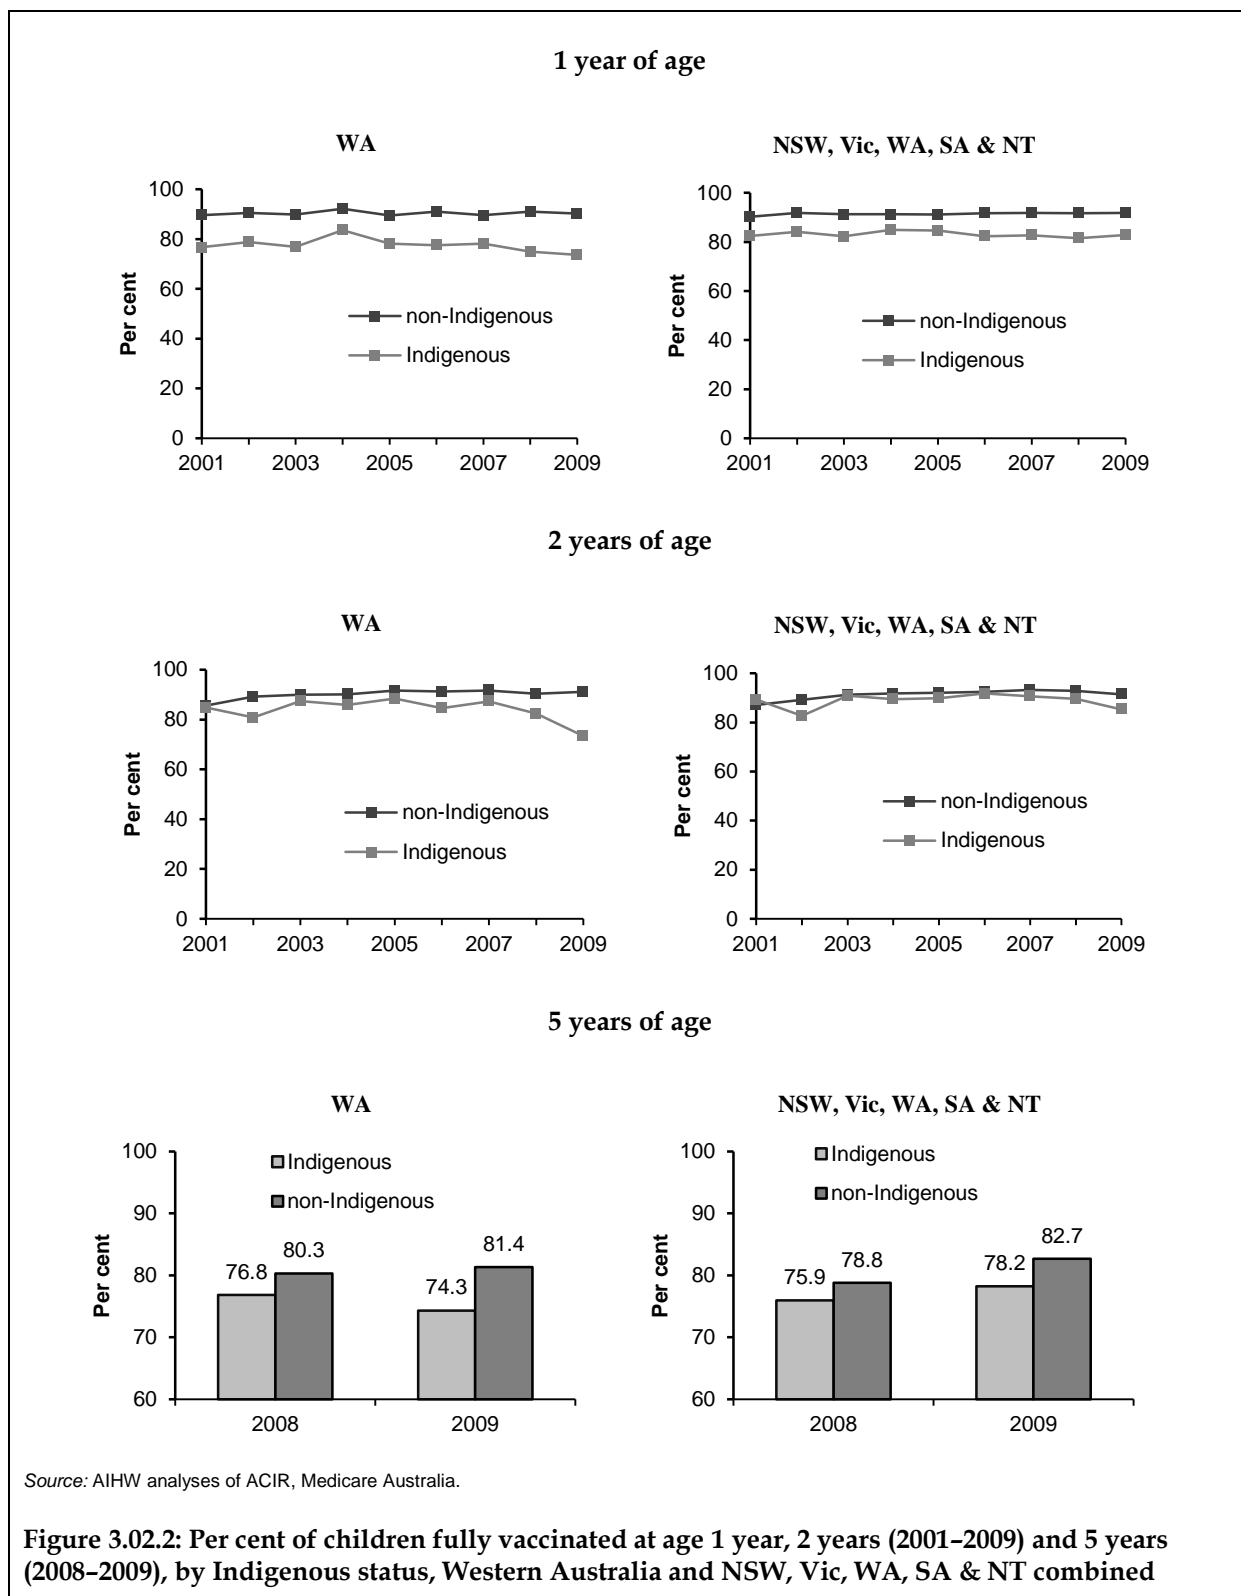 1 year of age
WA
NSW, Vic, WA, SA & NT
100
80
60
40
20
0
Per cent
non-Indigenous
Indigenous
2001
2003
2005
2007
2009
100
80
60
40
20
0
Per cent
non-Indigenous
Indigenous
2001
2003
2005
2007
2009
2 years of age
WA
NSW, Vic, WA, SA & NT
100
80
60
40
20
0
Per cent
non-Indigenous
Indigenous
2001
2003
2005
2007
2009
100
80
60
40
20
0
Per cent
non-Indigenous
Indigenous
2001
2003
2005
2007
2009
5 years of age
WA
NSW, Vic, WA, SA & NT
100
90
80
70
60
Per cent
Indigenous
non-Indigenous
76.8
80.3
74.3
81.4
2008
2009
100
90
80
70
60
Per cent
Indigenous
non-Indigenous
75.9
78.8
78.2
82.7
2008
2009
Source: AIHW analyses of ACIR, Medicare Australia.
Figure 3.02.2: Per cent of children fully vaccinated at age 1 year, 2 years (2001–2009) and 5 years
(2008–2009), by Indigenous status, Western Australia and NSW, Vic, WA, SA & NT combined